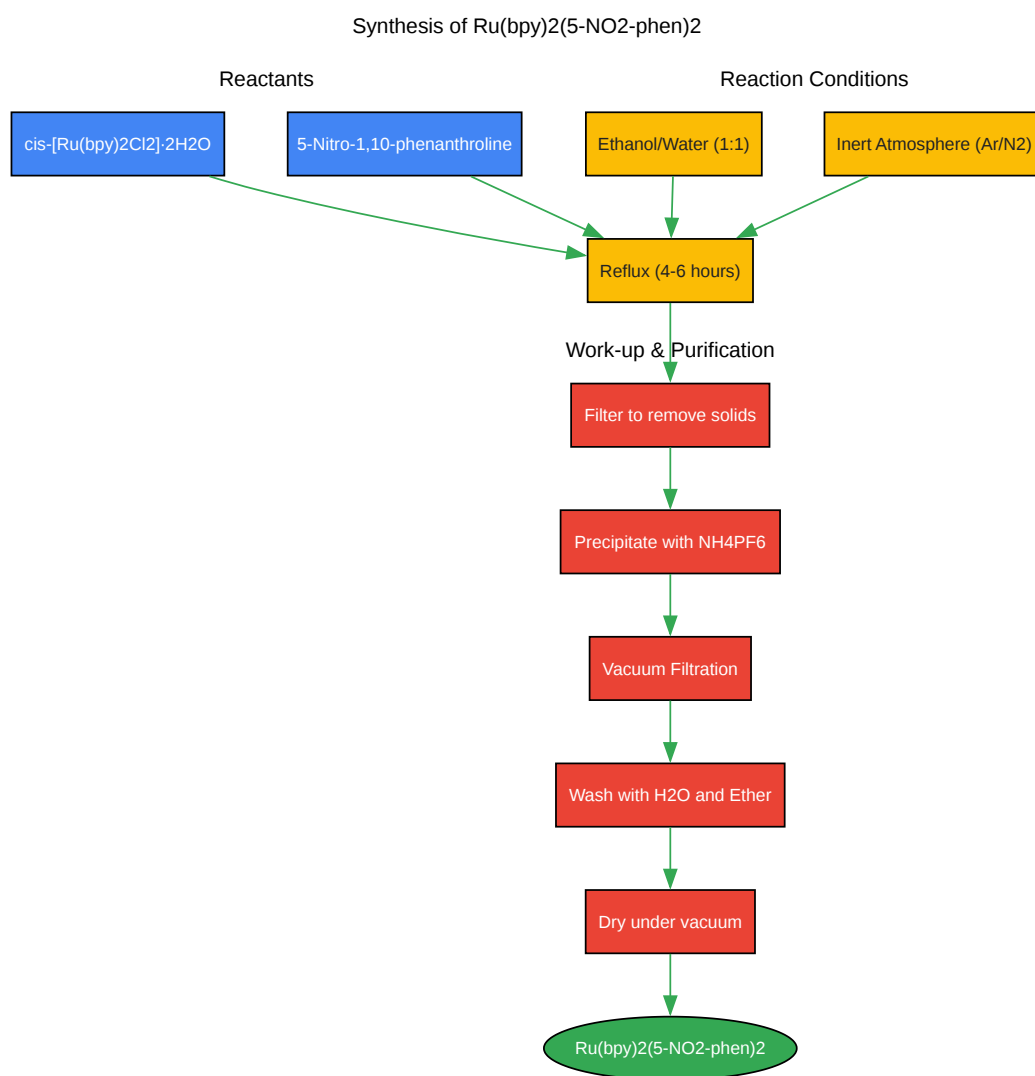 Synthesis of Ru(bpy)2(5-NO2-phen)2
Reactants
Reaction Conditions
cis-[Ru(bpy)2Cl2]·2H2O
5-Nitro-1,10-phenanthroline
Ethanol/Water (1:1)
Inert Atmosphere (Ar/N2)
Reflux (4-6 hours)
Work-up & Purification
Filter to remove solids
Precipitate with NH4PF6
Vacuum Filtration
Wash with H2O and Ether
Dry under vacuum
Ru(bpy)2(5-NO2-phen)2